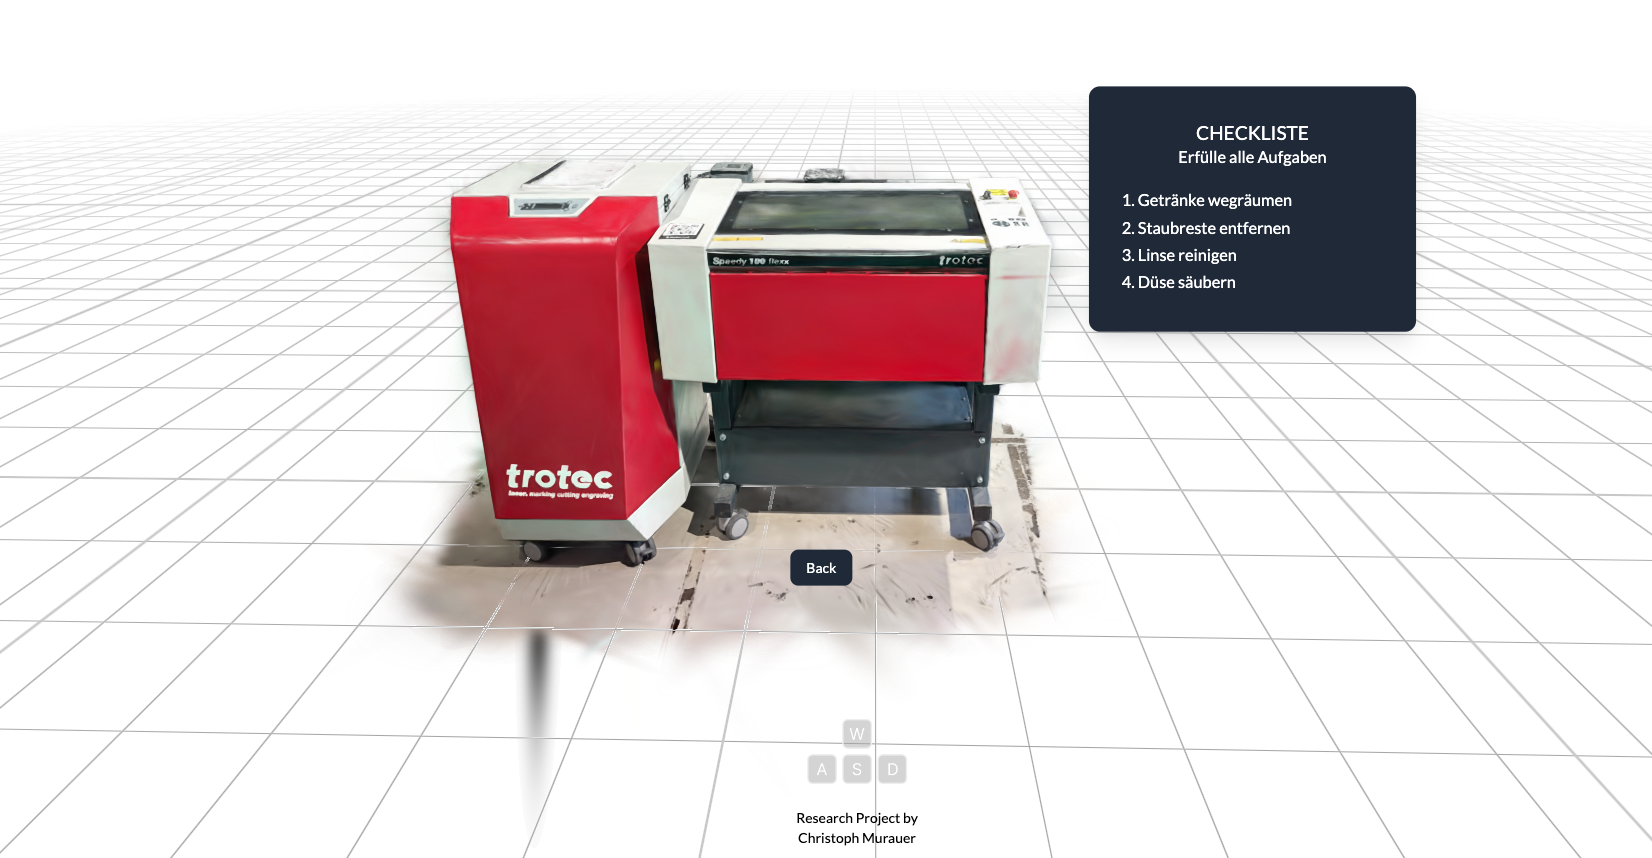 CHECKLISTE
Erfülle alle Aufgaben
1. Getränke wegräumen
2. Staubreste entfernen
3. Linse reinigen
4. Düse säubern
Speedy 100 flexx
trotec
trotec
laser. marking cutting engraving
Back
W
A S D
Research Project by
Christoph Murauer